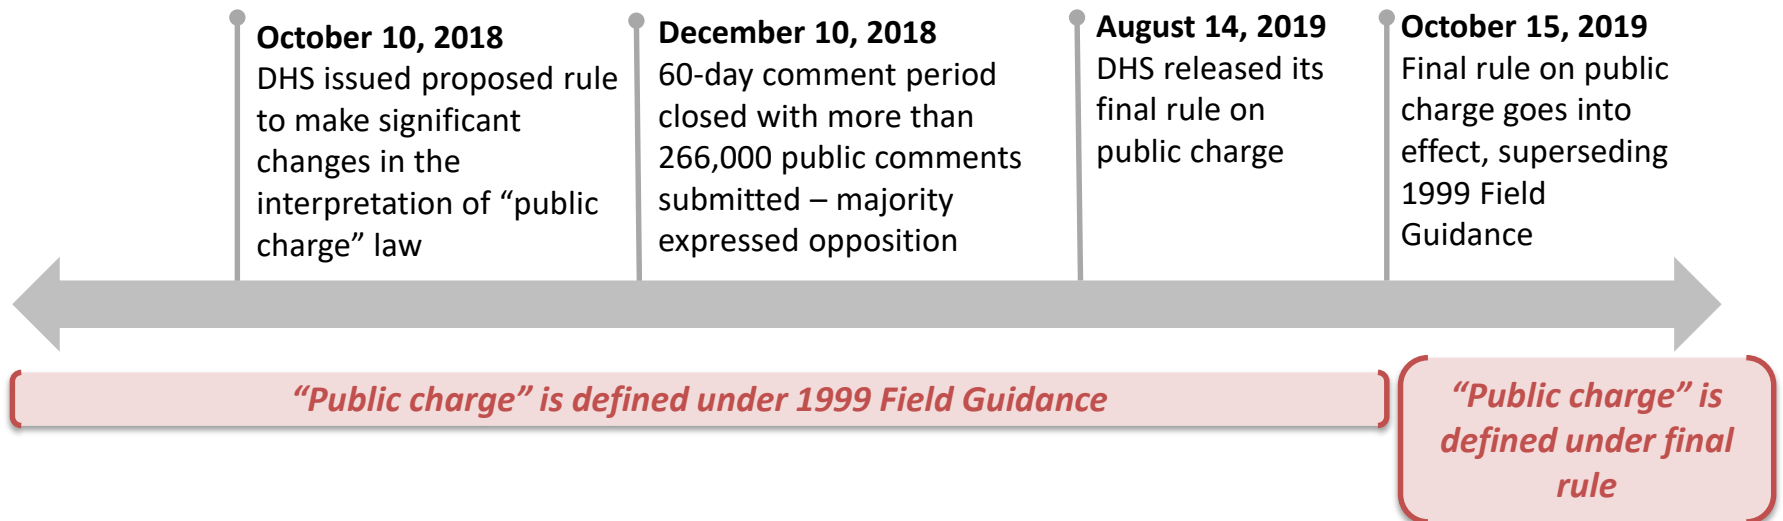 October 10, 2018
DHS issued proposed rule
to make significant
changes in the
interpretation of “public
charge” law
December 10, 2018
60-day comment period
closed with more than
266,000 public comments
submitted – majority
expressed opposition
August 14, 2019
DHS released its
final rule on
public charge
October 15, 2019
Final rule on public
charge goes into
effect, superseding
1999 Field
Guidance
“Public charge” is defined under 1999 Field Guidance
“Public charge” is
defined under final
rule